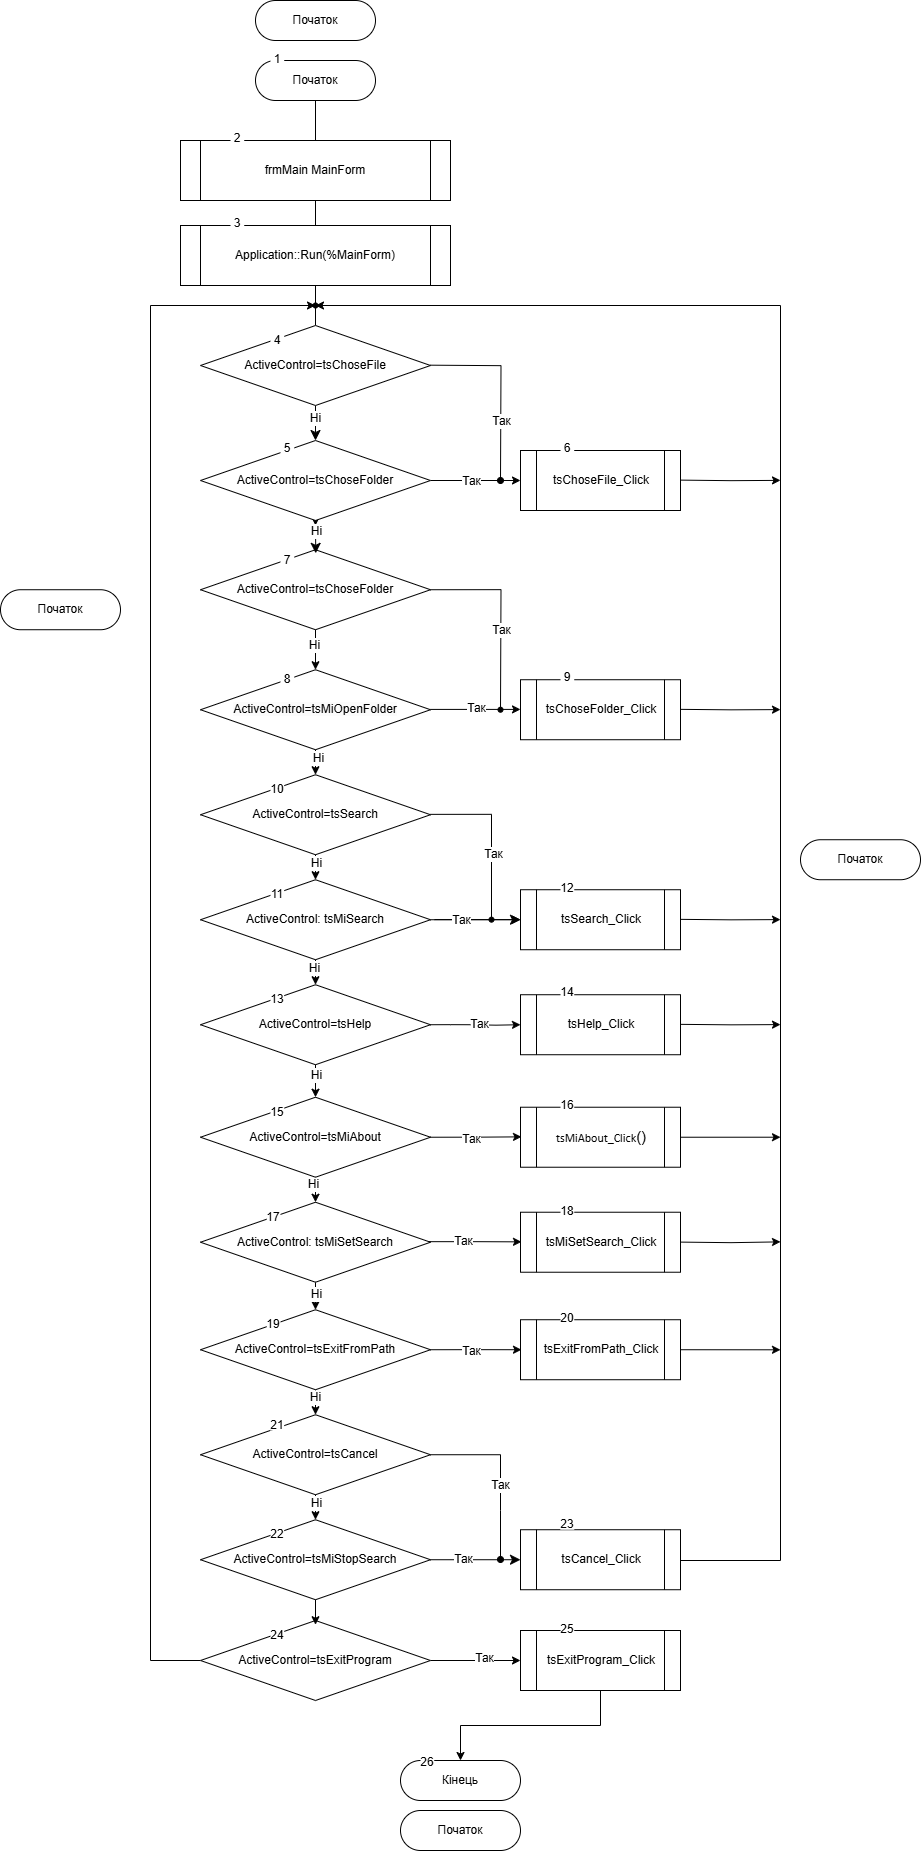 Початок
1
Початок
2
frmMain MainForm
3
Application::Run(%MainForm)
4
ActiveControl=tsChoseFile
Ні
Так
5
ActiveControl=tsChoseFolder
Так
6
tsChoseFile_Click
Ні
7
ActiveControl=tsChoseFolder
Початок
Так
Ні
8
ActiveControl=tsMiOpenFolder
Так
9
tsChoseFolder_Click
Ні
10
ActiveControl=tsSearch
Так
Початок
Ні
11
ActiveControl: tsMiSearch
Так
12
tsSearch_Click
Ні
13
ActiveControl=tsHelp
Так
14
tsHelp_Click
Ні
15
ActiveControl=tsMiAbout
Так
16
tsMiAbout_Click()
Ні
17
ActiveControl: tsMiSetSearch
Так
18
tsMiSetSearch_Click
Ні
19
ActiveControl=tsExitFromPath
Так
20
tsExitFromPath_Click
Ні
21
ActiveControl=tsCancel
Так
Ні
22
ActiveControl=tsMiStopSearch
Так
23
tsCancel_Click
24
ActiveControl=tsExitProgram
Так
25
tsExitProgram_Click
26
Кінець
Початок